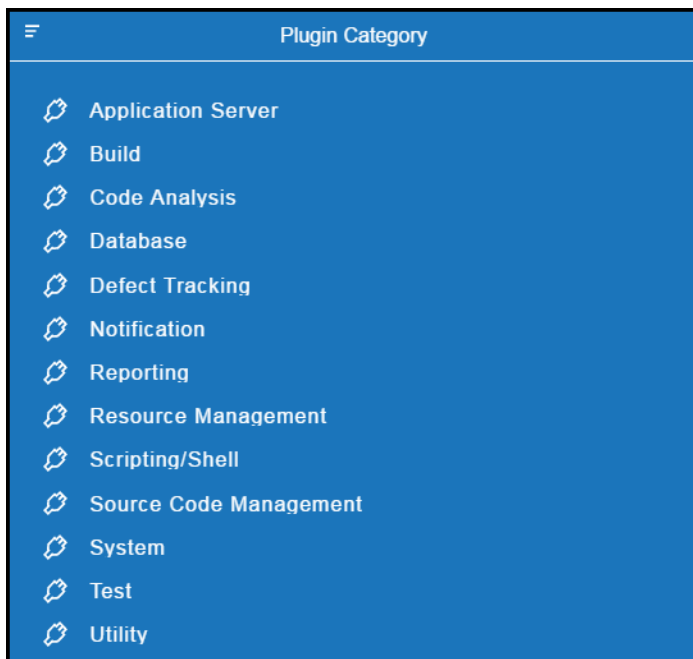 Plugin Category
Application Server
Build
Code Analysis
Database
Defect Tracking
Notification
Reporting
Resource Management
Scripting/Shell
Source Code Management
System
Test
Utility